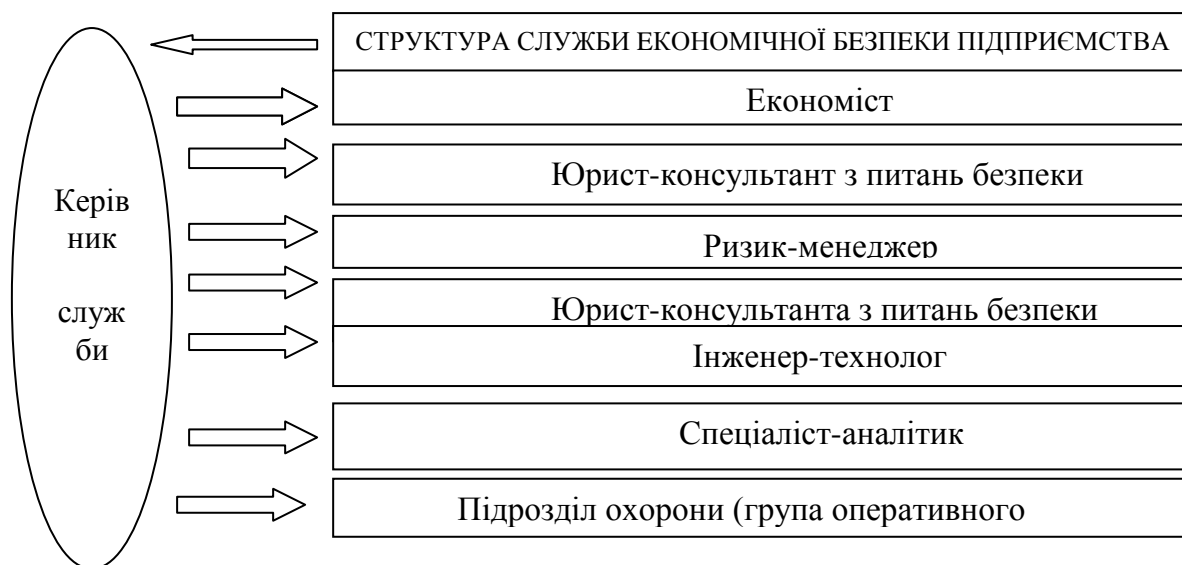 СТРУКТУРА СЛУЖБИ ЕКОНОМІЧНОЇ БЕЗПЕКИ ПІДПРИЄМСТВА
Економіст
Юрист-консультант з питань безпеки
Ризик-менеджер
Юрист-консультанта з питань безпеки
Інженер-технолог
Спеціаліст-аналітик
Підрозділ охорони (група оперативного
Керів
ник
служ
би